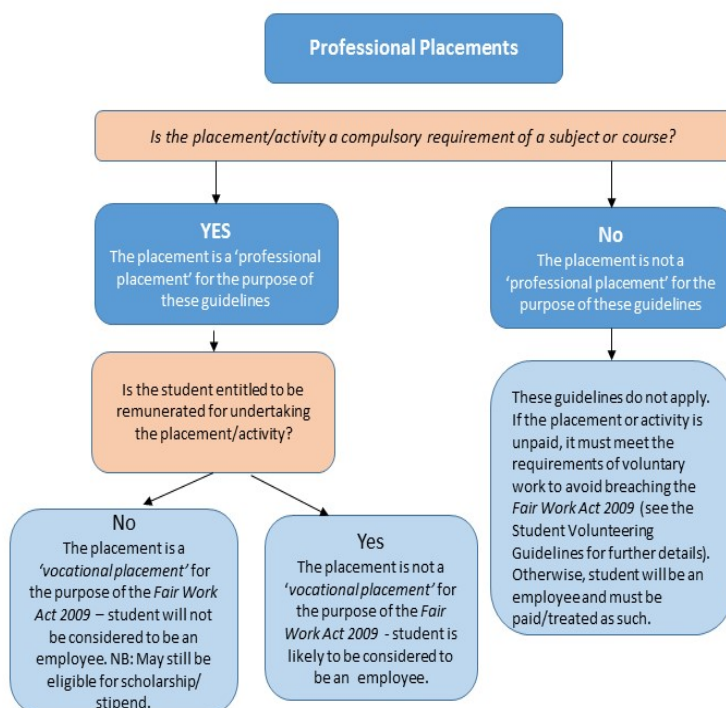 Professional Placements
Is the placement/activity a compulsory requirement of a subject or course?
YES
The placement is a ‘professional
placement’ for the purpose of
these guidelines
No
The placement is not a
‘professional placement’ for the
purpose of these guidelines
Is the student entitled to be
remunerated for undertaking
the placement/activity?
These guidelines do not apply.
If the placement or activity is
unpaid, it must meet the
requirements of voluntary
work to avoid breaching the
Fair Work Act 2009 (see the
Student Volunteering
Guidelines for further details).
Otherwise, student will be an
employee and must be
paid/treated as such.
No
The placement is a
‘vocational placement’ for
the purpose of the Fair Work
Act 2009 – student will not
be considered to be an
employee. NB: May still be
eligible for scholarship/
stipend.
Yes
The placement is not a
‘vocational placement’ for
the purpose of the Fair
Work Act 2009 - student is
likely to be considered to
be an employee.